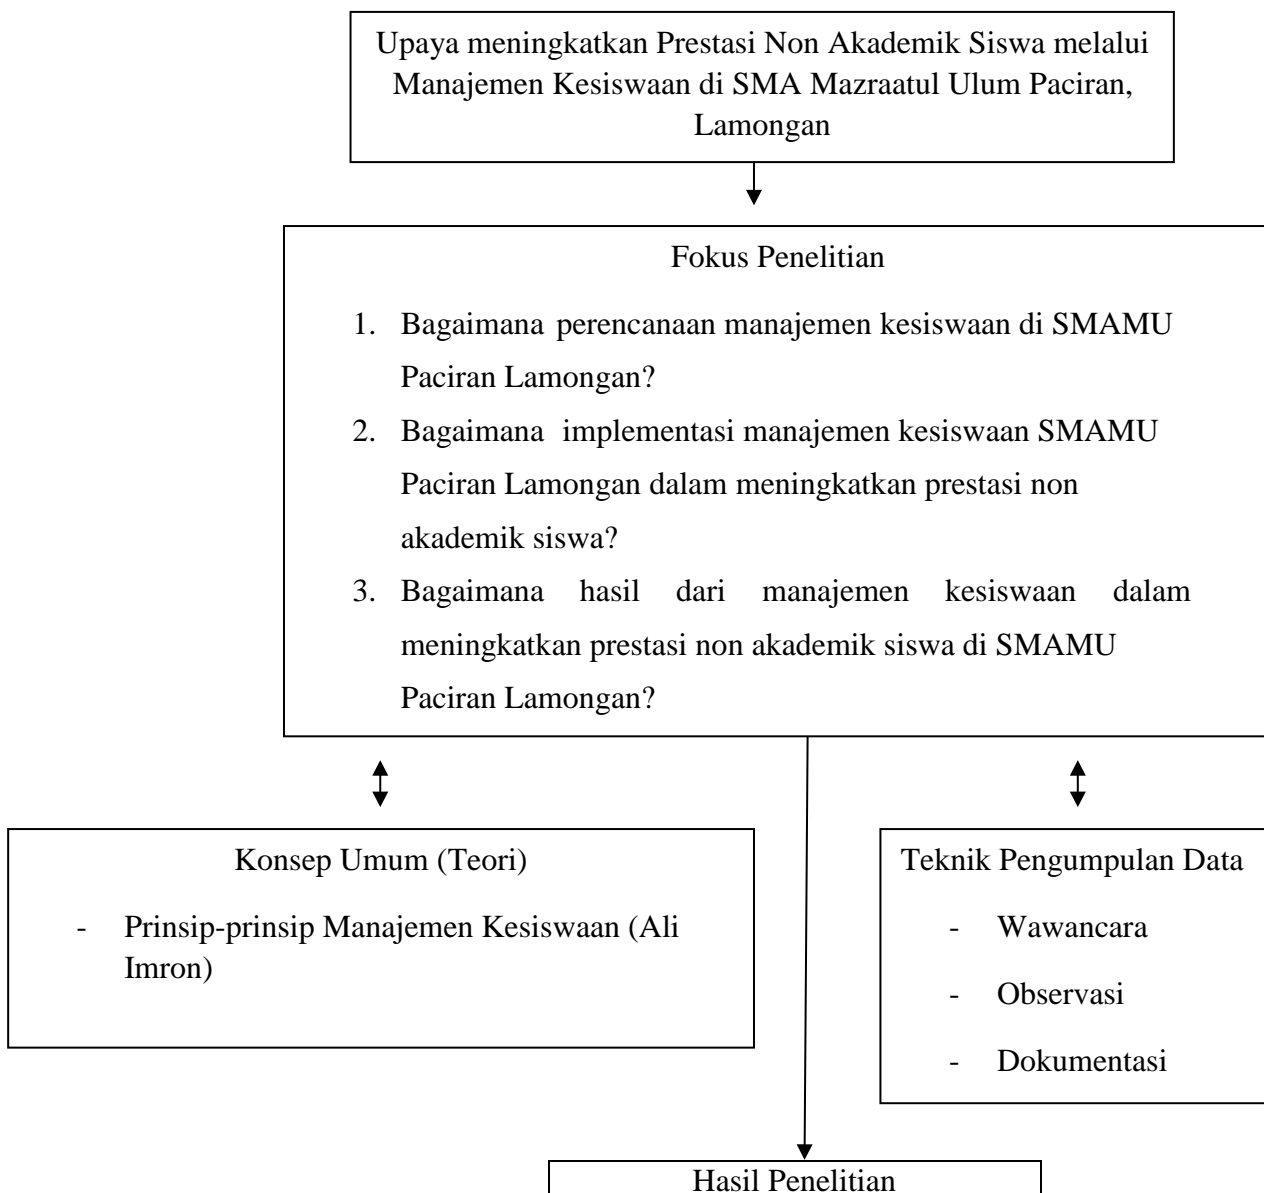 Upaya meningkatkan Prestasi Non Akademik Siswa melalui
Manajemen Kesiswaan di SMA Mazraatul Ulum Paciran,
Lamongan
Fokus Penelitian
1. Bagaimana perencanaan manajemen kesiswaan di SMAMU
Paciran Lamongan?
2. Bagaimana implementasi manajemen kesiswaan SMAMU
Paciran Lamongan dalam meningkatkan prestasi non
akademik siswa?
3. Bagaimana hasil dari manajemen kesiswaan dalam
meningkatkan prestasi non akademik siswa di SMAMU
Paciran Lamongan?
Konsep Umum (Teori)
- Prinsip-prinsip Manajemen Kesiswaan (Ali
Imron)
Teknik Pengumpulan Data
- Wawancara
- Observasi
- Dokumentasi
Hasil Penelitian